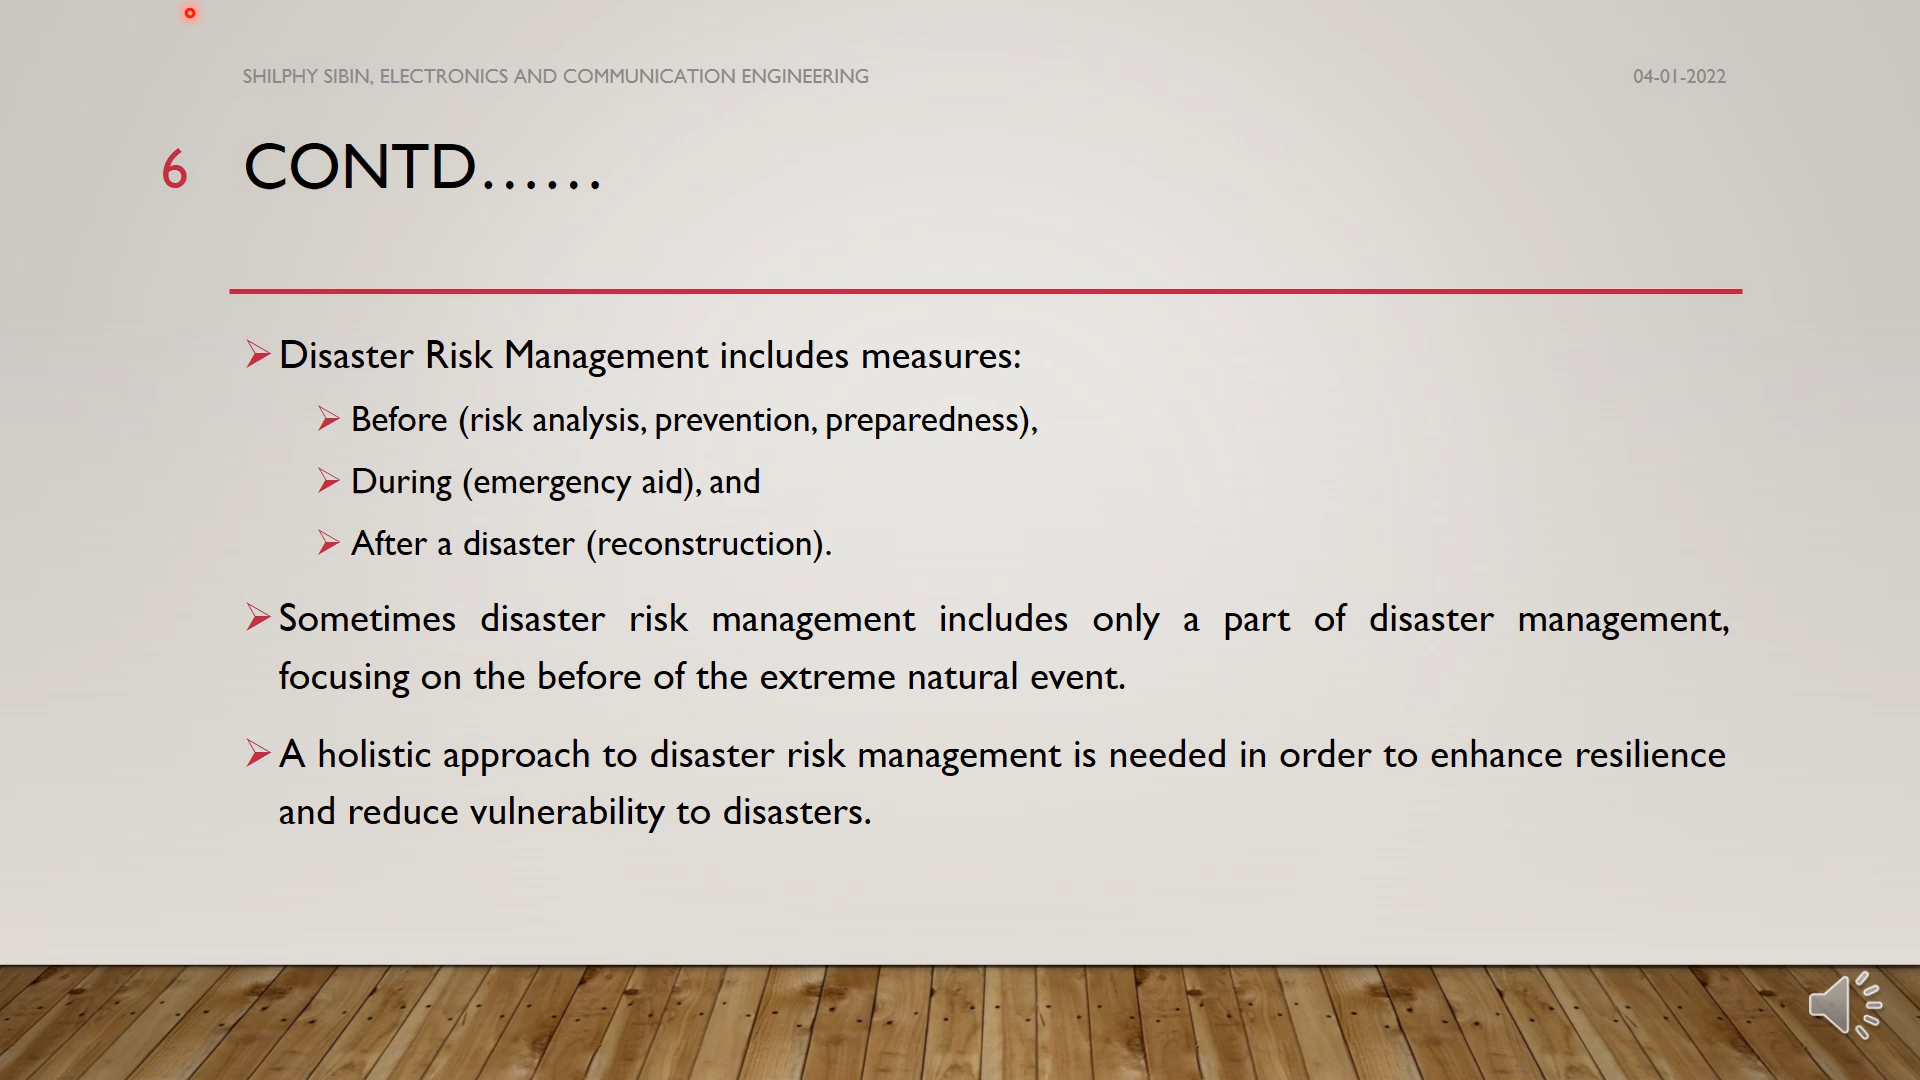 SHILPHY SIBIN, ELECTRONICS AND COMMUNICATION ENGINEERING
04-01-2022
6
CONTD......
Disaster Risk Management includes measures:
Before (risk analysis, prevention, preparedness),
During (emergency aid), and
After a disaster (reconstruction).
Sometimes disaster risk management includes only a part of disaster management,
focusing on the before of the extreme natural event.
A holistic approach to disaster risk management is needed in order to enhance resilience
and reduce vulnerability to disasters.